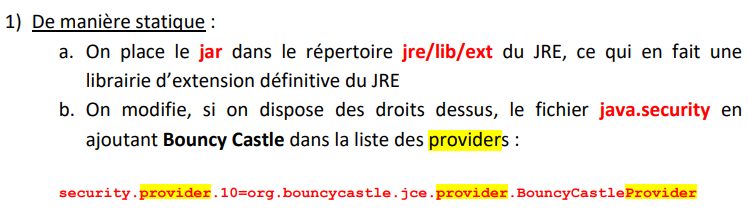 1) De manière statique :
a. On place le jar dans le répertoire jre/lib/ext du JRE, ce qui en fait une
librairie d’extension définitive du JRE
b. On modifie, si on dispose des droits dessus, le fichier java.security en
ajoutant Bouncy Castle dans la liste des providers :
security.provider.10=org.bouncycastle.jce.provider.BouncyCastleProvider